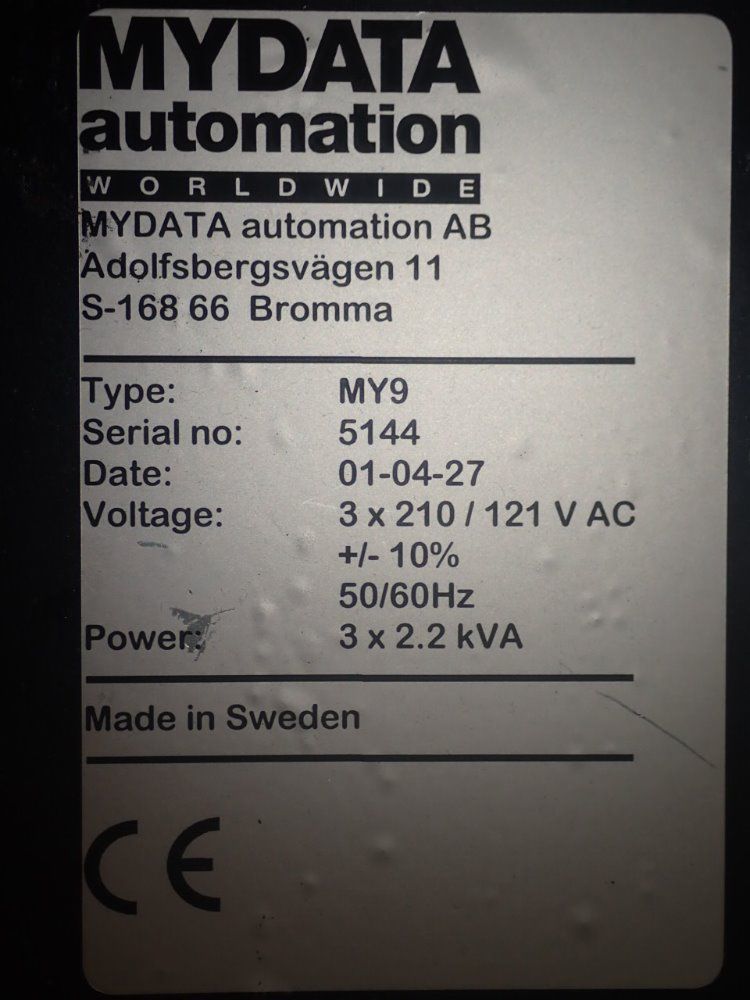 MYDATA
automation
WORLDWIDE
MYDATA automation AB
Adolfsbergsvägen 11
S-168 66 Bromma
Type: MY9
Serial no: 5144
Date: 01-04-27
Voltage: 3 x 210 / 121 V AC
+/- 10%
50/60Hz
Power: 3 x 2.2 kVA
Made in Sweden
CE